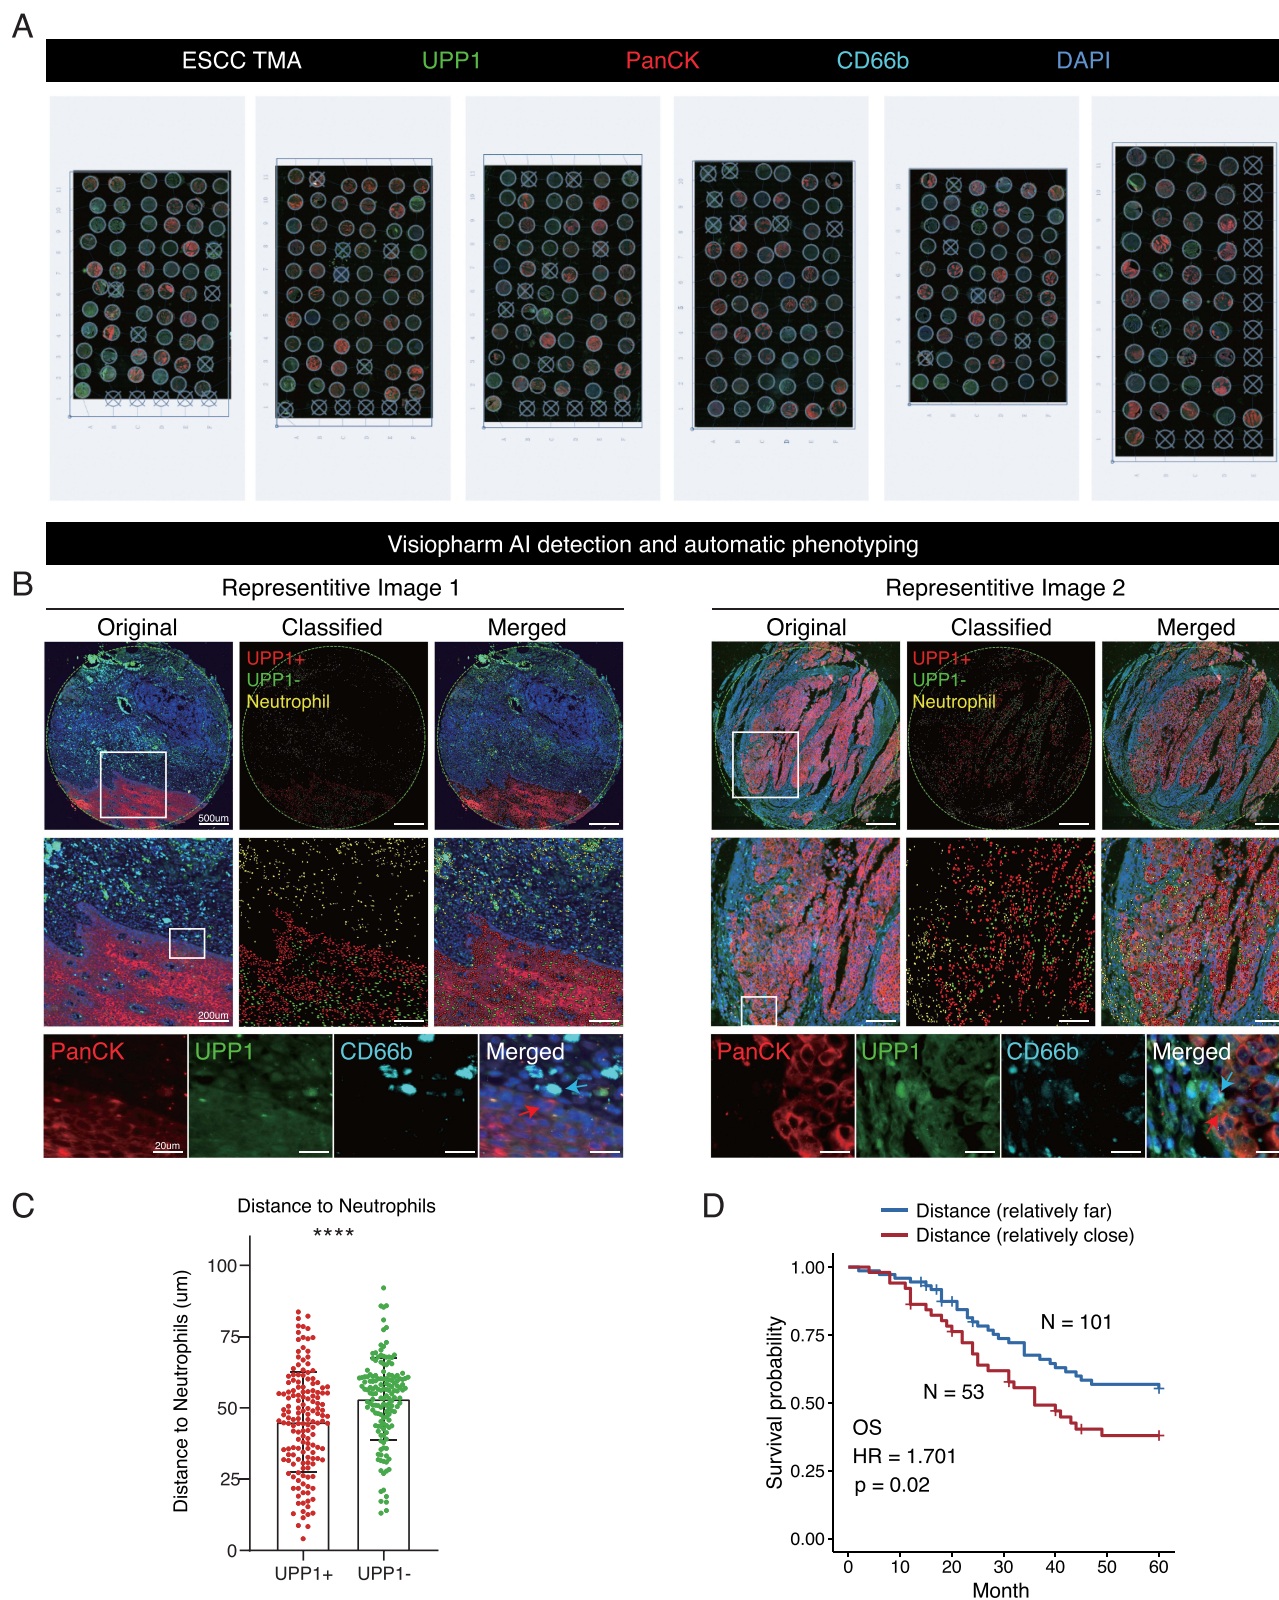 A
ESCC TMA UPP1 PanCK CD66b DAPI
Visiopharm AI detection and automatic phenotyping
B
Representitive Image 1 Representitive Image 2
Original Classified Merged Original Classified Merged
UPP1+ UPP1+
UPP1- UPP1-
Neutrophil Neutrophil
500um
200um
PanCK UPP1 CD66b Merged PanCK UPP1 CD66b Merged
20um
C
Distance to Neutrophils
****
Distance to Neutrophils (um)
100
75
50
25
0
UPP1+ UPP1-
D
Distance (relatively far)
Distance (relatively close)
Survival probability
1.00
0.75
0.50
0.25
0.00
N = 101
N = 53
OS
HR = 1.701
p = 0.02
0 10 20 30 40 50 60
Month